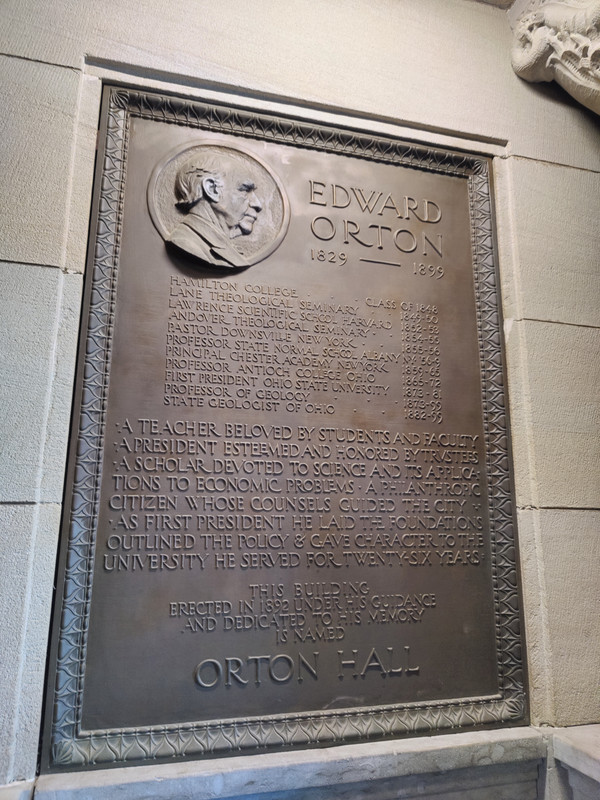 EDWARD
ORTON
1829 — 1899
HAMILTON COLLEGE . . CLASS OF 1848
LANE THEOLOGICAL SEMINARY
LAWRENCE SCIENTIFIC SCHOOL HARVARD 1852-53
ANDOVER THEOLOGICAL SEMINARY
PASTOR DOWNSVILLE NEW YORK
PROFESSOR STATE NORMAL SCHOOL ALBANY N.Y.
PRINCIPAL CHESTER ACADEMY NEW YORK
PROFESSOR ANTIOCH COLLEGE OHIO 1865-72
FIRST PRESIDENT OHIO STATE UNIVERSITY
PROFESSOR OF GEOLOGY
STATE GEOLOGIST OF OHIO 1882-99
·A TEACHER BELOVED BY STUDENTS AND FACULTY
·A PRESIDENT ESTEEMED AND HONORED BY TRUSTEES
·A SCHOLAR DEVOTED TO SCIENCE AND ITS APPLICA-
TIONS TO ECONOMIC PROBLEMS · A PHILANTHROPIC
CITIZEN WHOSE COUNSELS GUIDED THE CITY ·
·AS FIRST PRESIDENT HE LAID THE FOUNDATIONS
OUTLINED THE POLICY & GAVE CHARACTER TO THE
UNIVERSITY HE SERVED FOR TWENTY-SIX YEARS·
THIS BUILDING
ERECTED IN 1892 UNDER HIS GUIDANCE
AND DEDICATED TO HIS MEMORY
IS NAMED
ORTON HALL